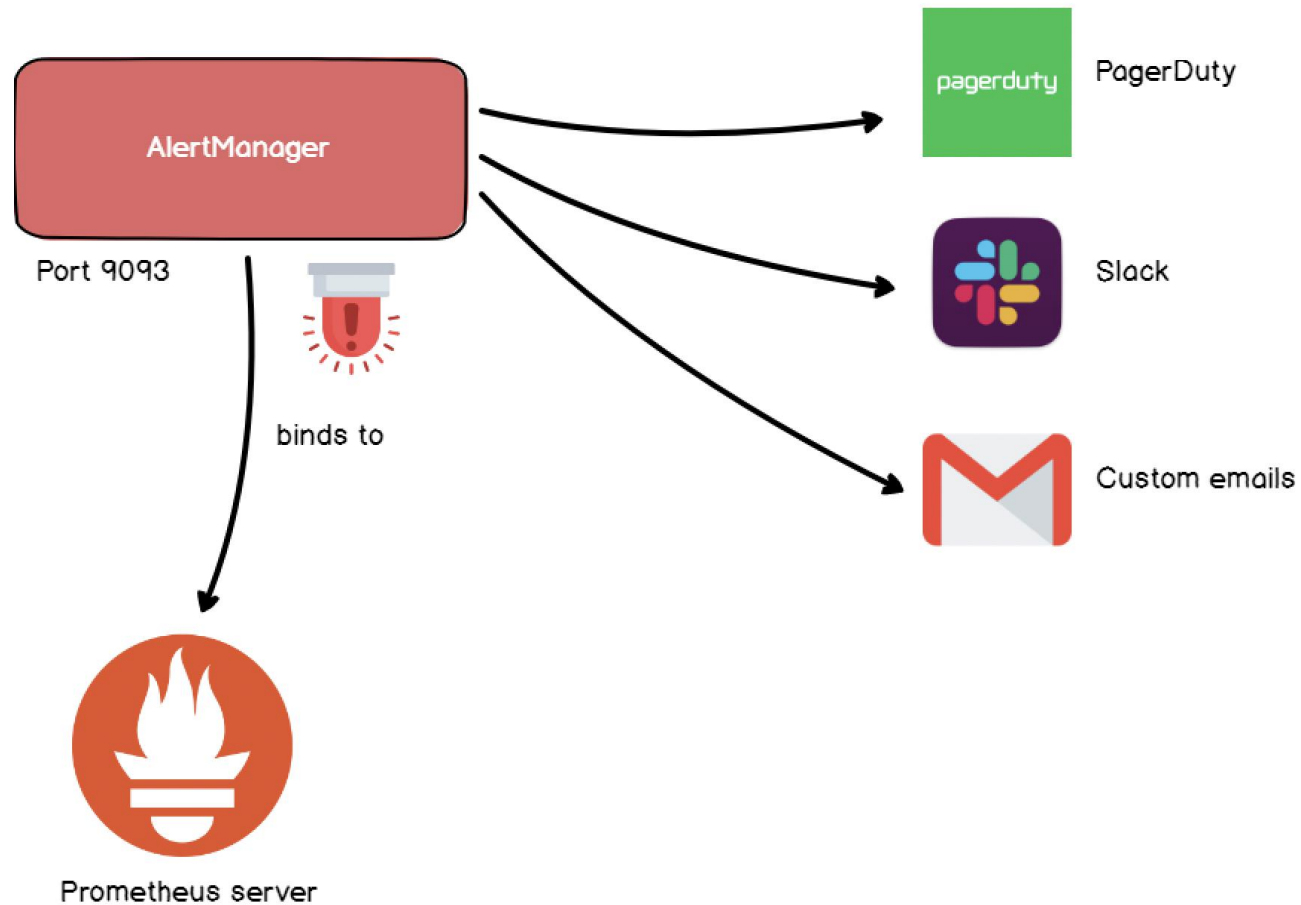 AlertManager
Port 9093
binds to
Prometheus server
pagerduty
PagerDuty
Slack
Custom emails